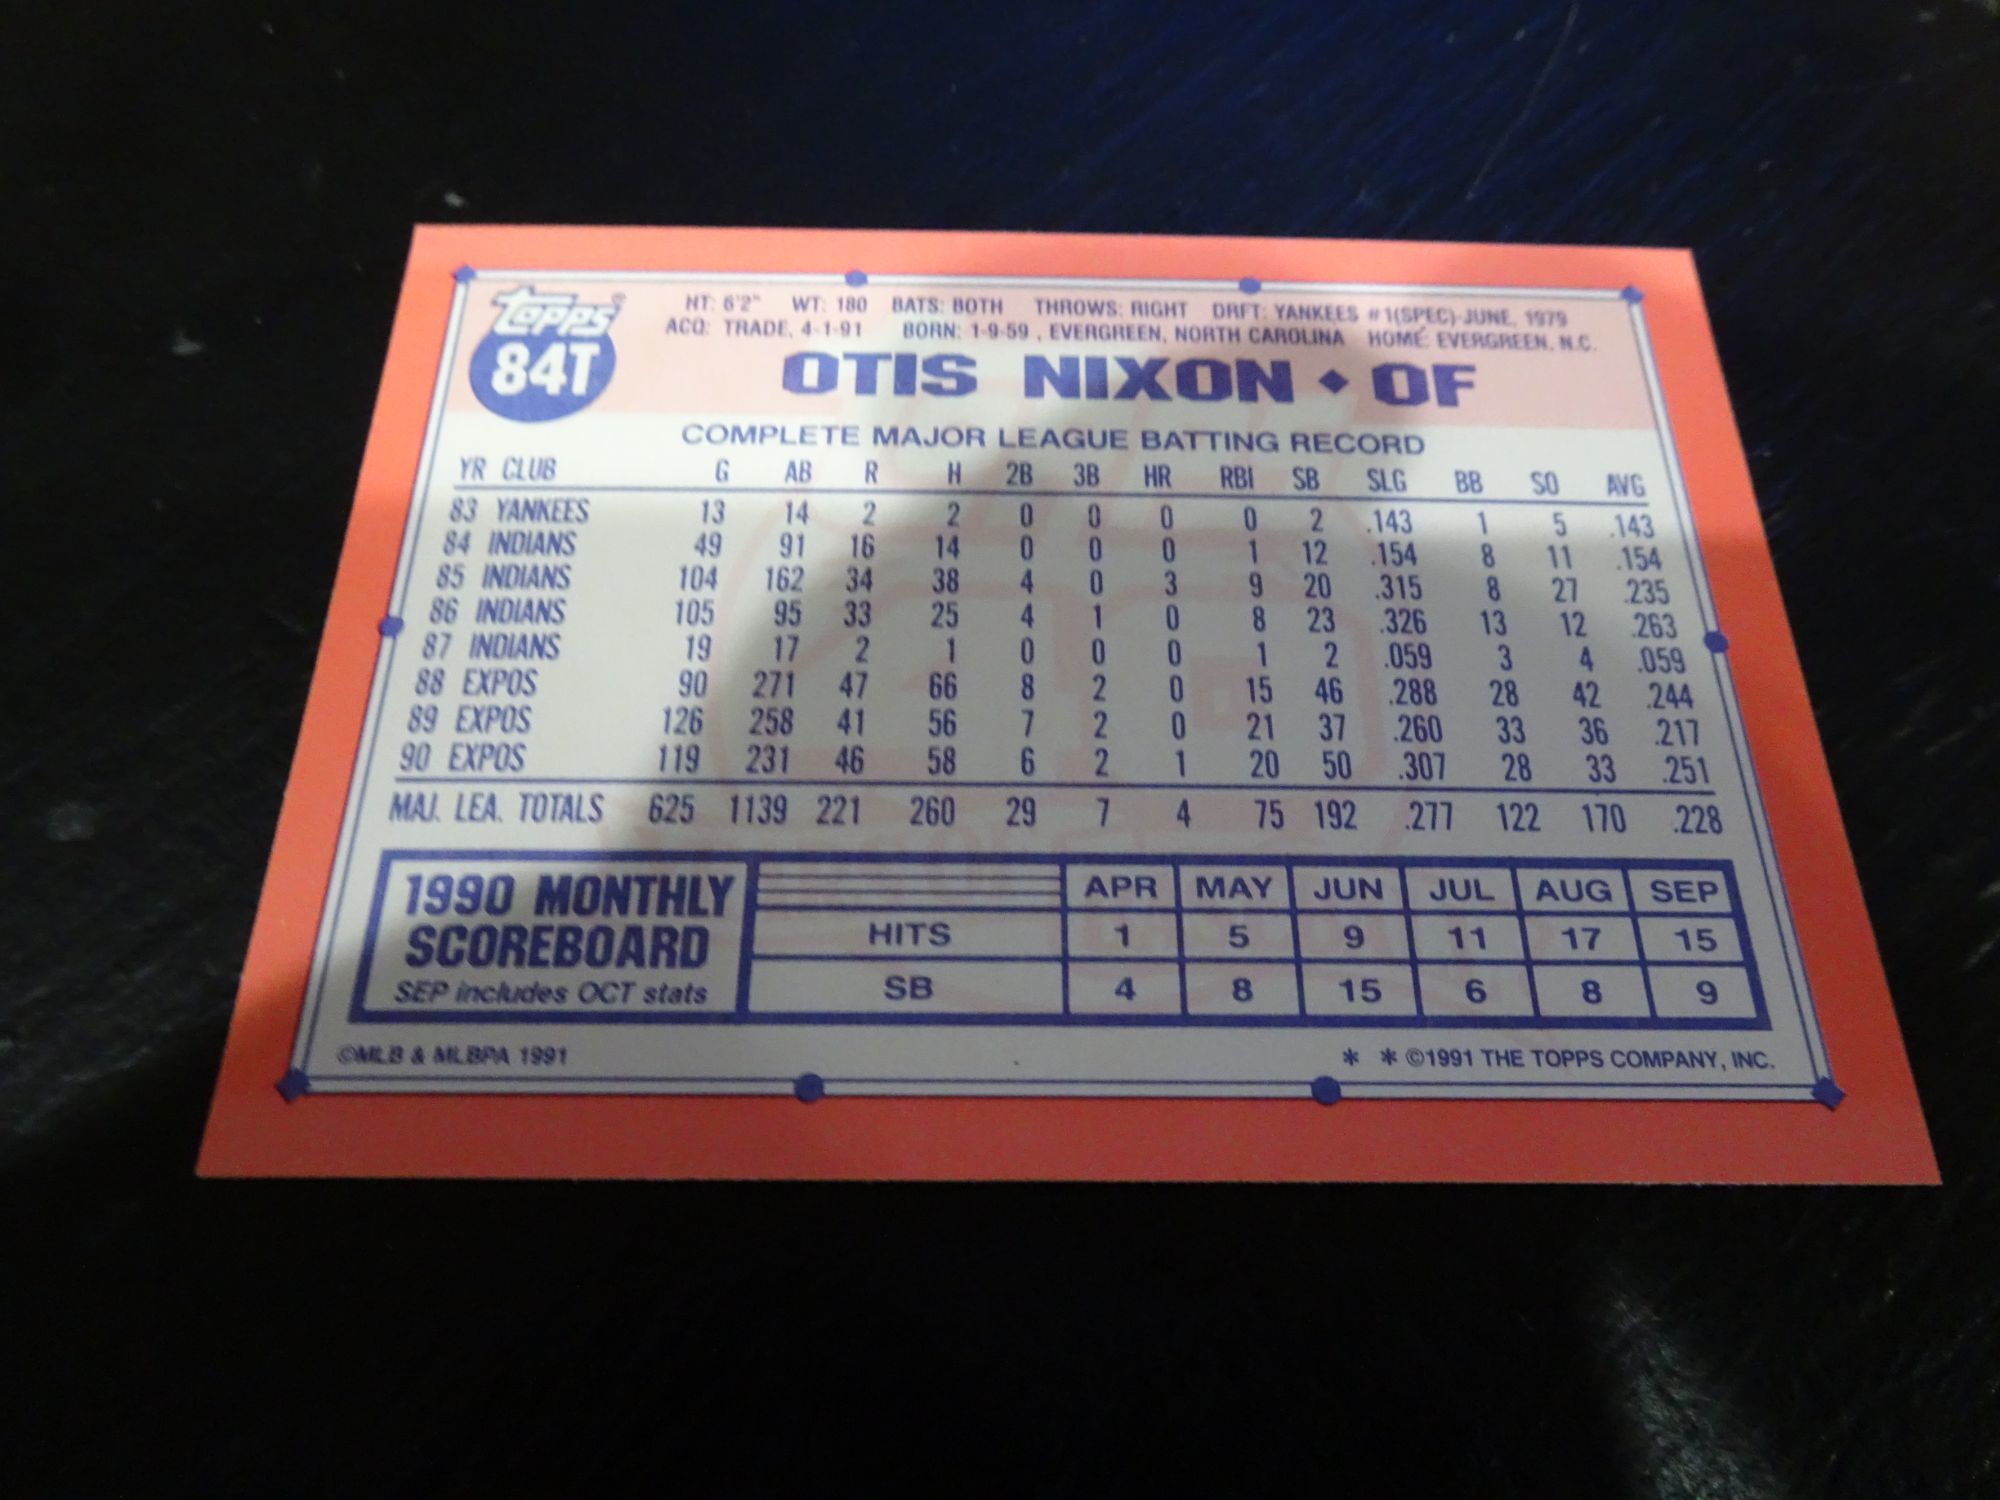 topps®
84T
HT: 6'2" WT: 180 BATS: BOTH THROWS: RIGHT DRFT: YANKEES #1(SPEC)-JUNE, 1979
ACQ: TRADE, 4-1-91 BORN: 1-9-59 , EVERGREEN, NORTH CAROLINA HOME: EVERGREEN, N.C.
OTIS NIXON ◆ OF
COMPLETE MAJOR LEAGUE BATTING RECORD
YR CLUB G AB R H 2B 3B HR RBI SB SLG BB SO AVG
83 YANKEES 13 14 2 2 0 0 0 0 2 .143 1 5 .143
84 INDIANS 49 91 16 14 0 0 0 1 12 .154 8 11 .154
85 INDIANS 104 162 34 38 4 0 3 9 20 .315 8 27 .235
86 INDIANS 105 95 33 25 4 1 0 8 23 .326 13 12 .263
87 INDIANS 19 17 2 1 0 0 0 1 2 .059 3 4 .059
88 EXPOS 90 271 47 66 8 2 0 15 46 .288 28 42 .244
89 EXPOS 126 258 41 56 7 2 0 21 37 .260 33 36 .217
90 EXPOS 119 231 46 58 6 2 1 20 50 .307 28 33 .251
MAJ. LEA. TOTALS 625 1139 221 260 29 7 4 75 192 .277 122 170 .228
1990 MONTHLY
SCOREBOARD
SEP includes OCT stats
APR MAY JUN JUL AUG SEP
HITS 1 5 9 11 17 15
SB 4 8 15 6 8 9
©MLB & MLBPA 1991
* * ©1991 THE TOPPS COMPANY, INC.